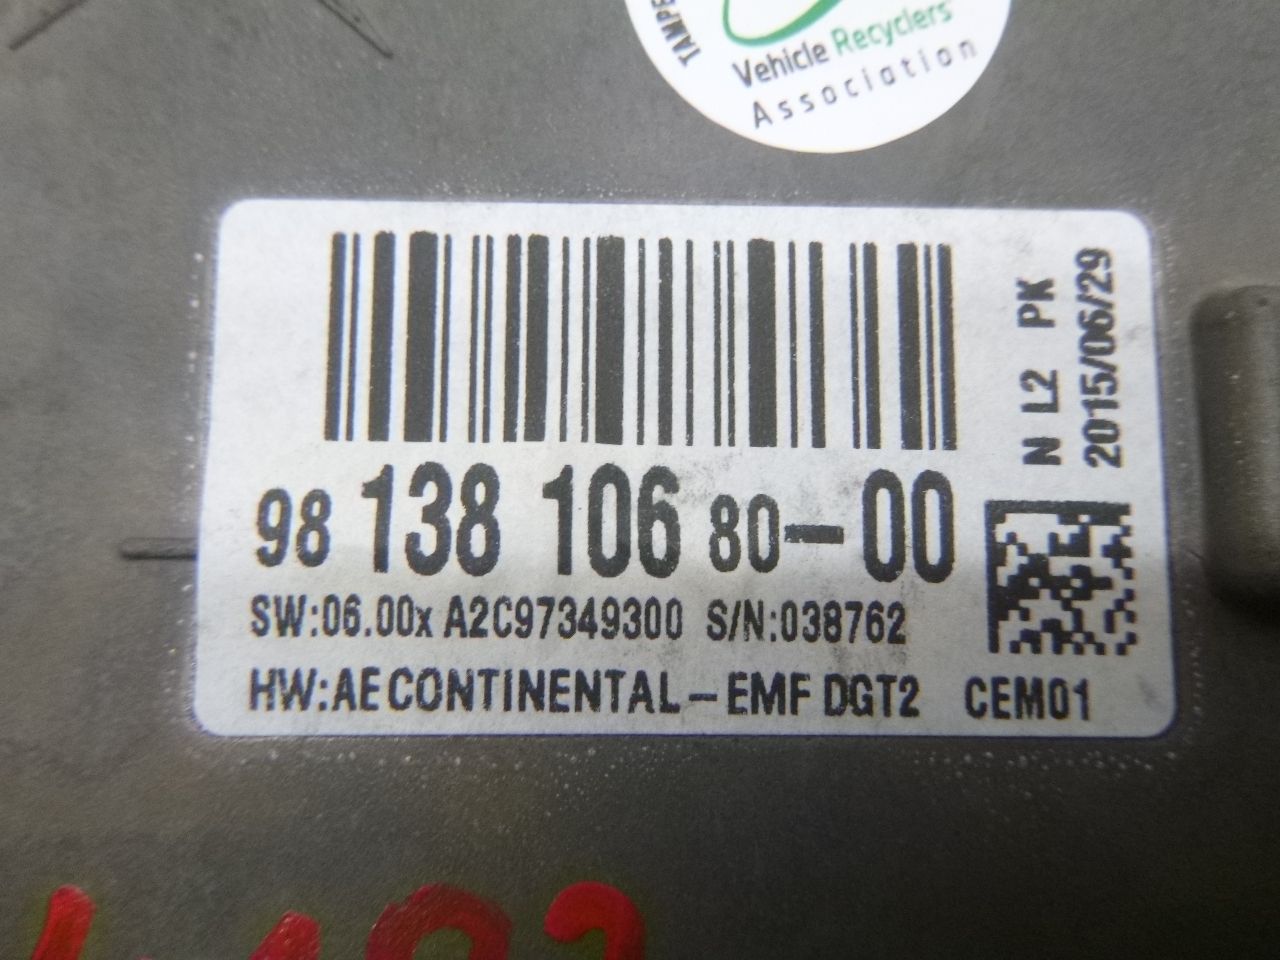 TAMPE
Vehicle Recyclers'
Association
N L2 PK
2015/06/29
98 138 106 80-00
SW:06.00x A2C97349300 S/N:038762
HW:AE CONTINENTAL-EMF DGT2 CEM01